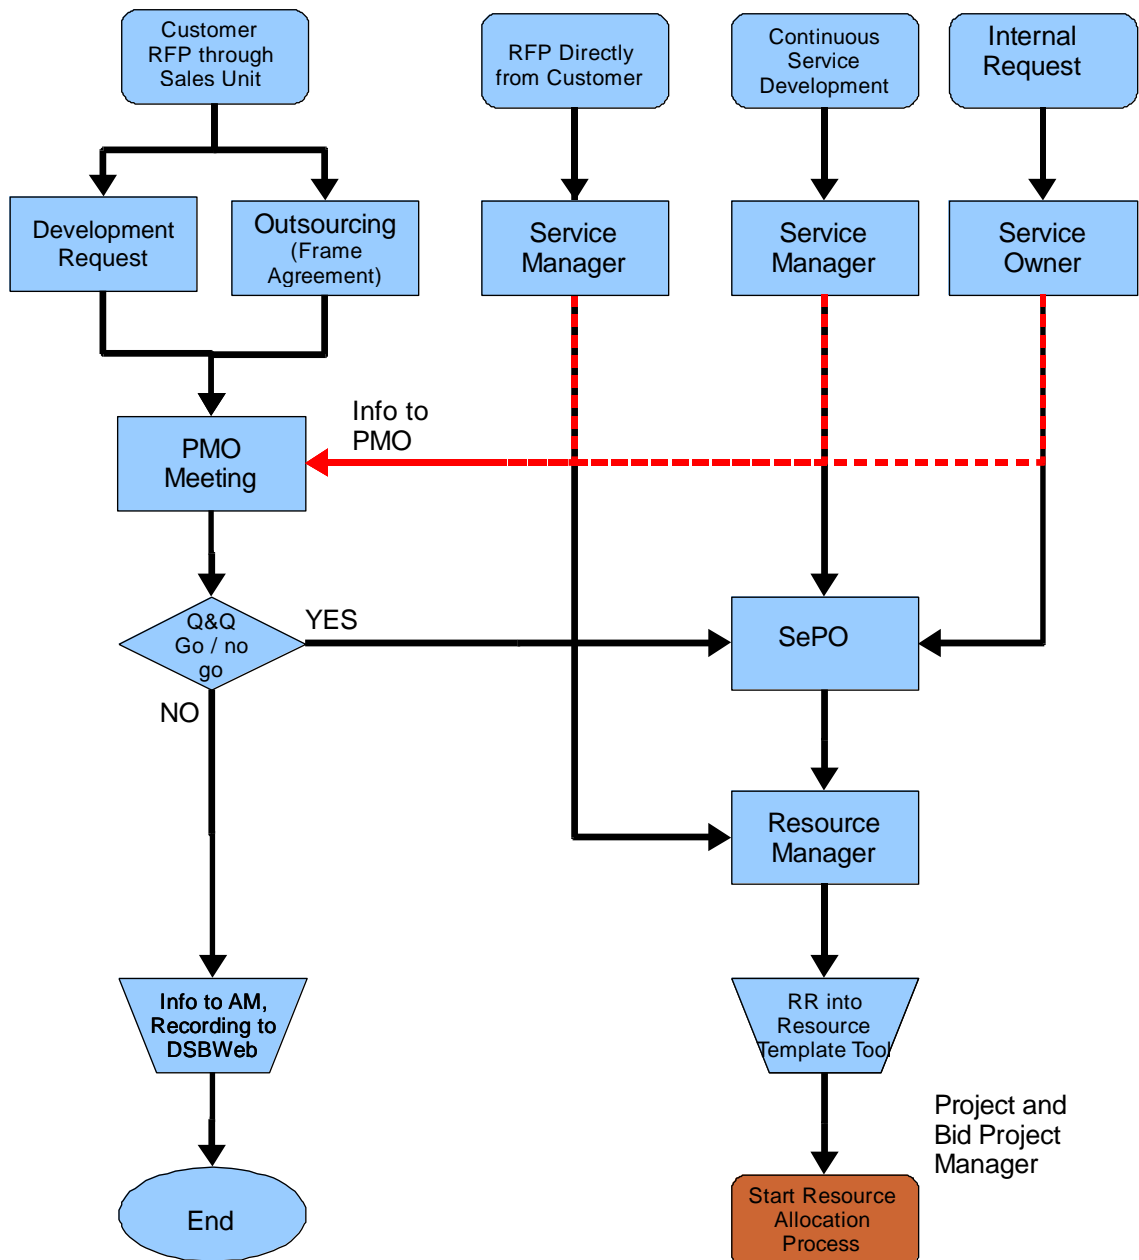 Customer
RFP through
Sales Unit
RFP Directly
from Customer
Continuous
Service
Development
Internal
Request
Development
Request
Outsourcing
(Frame
Agreement)
Service
Manager
Service
Manager
Service
Owner
Info to
PMO
PMO
Meeting
Q&Q
Go / no
go
YES
NO
SePO
Resource
Manager
Info to AM,
Recording to
DSBWeb
RR into
Resource
Template Tool
Project and
Bid Project
Manager
End
Start Resource
Allocation
Process